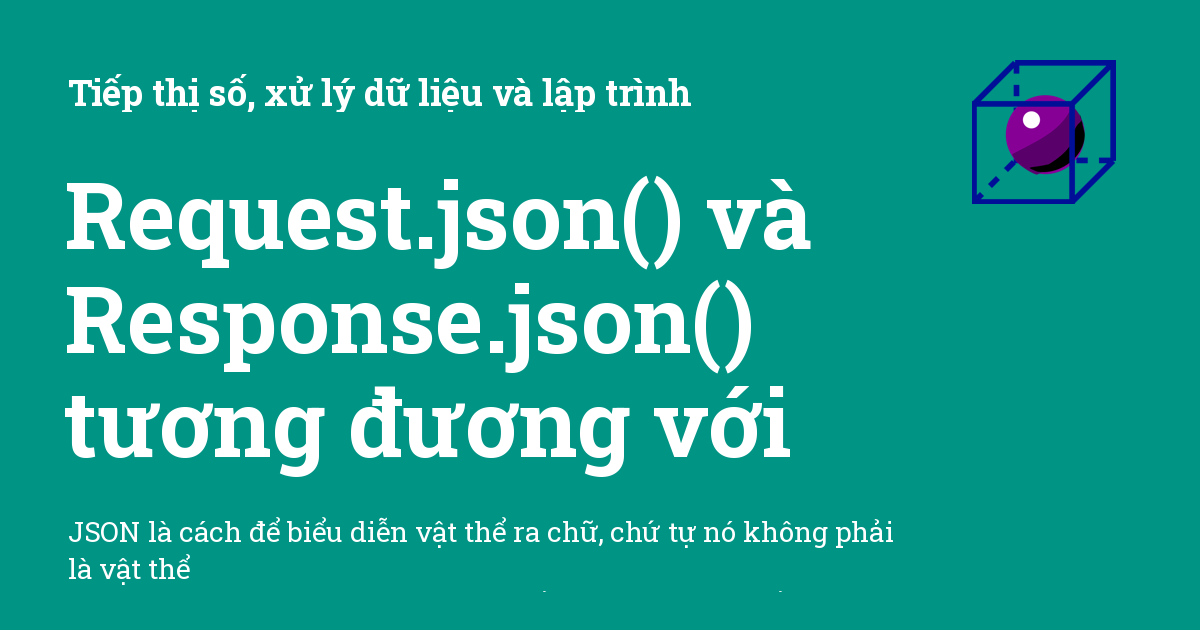 Tiếp thị số, xử lý dữ liệu và lập trình
Request.json() và
Response.json()
tương đương với
JSON là cách để biểu diễn vật thể ra chữ, chứ tự nó không phải
là vật thể